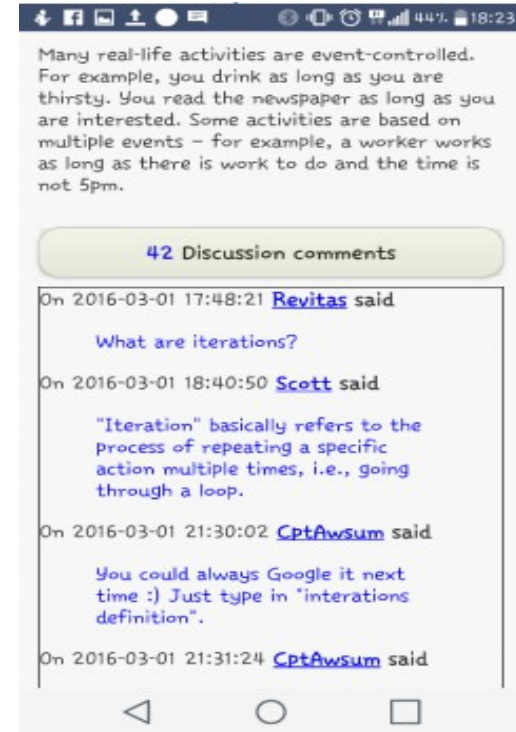 44% 18:23
Many real-life activities are event-controlled.
For example, you drink as long as you are
thirsty. You read the newspaper as long as you
are interested. Some activities are based on
multiple events – for example, a worker works
as long as there is work to do and the time is
not 5pm.
42 Discussion comments
On 2016-03-01 17:48:21 Revitas said
What are iterations?
On 2016-03-01 18:40:50 Scott said
"Iteration" basically refers to the
process of repeating a specific
action multiple times, i.e., going
through a loop.
On 2016-03-01 21:30:02 CptAwsum said
You could always Google it next
time :) Just type in "interations
definition".
On 2016-03-01 21:31:24 CptAwsum said